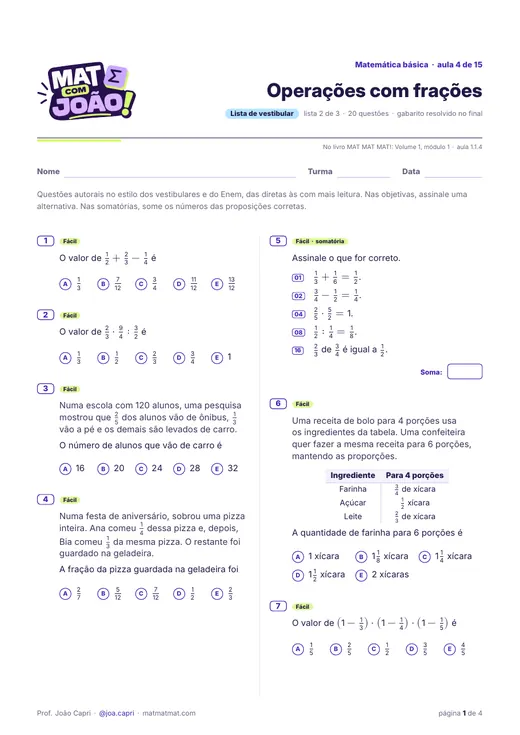 MAT Σ
COM
JOÃO!
Matemática básica · aula 4 de 15
Operações com frações
Lista de vestibular lista 2 de 3 · 20 questões · gabarito resolvido no final
No livro MAT MAT MAT!: Volume 1, módulo 1 · aula 1.1.4
Nome Turma Data
Questões autorais no estilo dos vestibulares e do Enem, das diretas às com mais leitura. Nas objetivas, assinale uma
alternativa. Nas somatórias, some os números das proposições corretas.
1 Fácil
O valor de 1/2 + 2/3 − 1/4 é
A 1/3 B 7/12 C 3/4 D 11/12 E 13/12
2 Fácil
O valor de 2/3 · 9/4 : 3/2 é
A 1/3 B 1/2 C 2/3 D 3/4 E 1
3 Fácil
Numa escola com 120 alunos, uma pesquisa
mostrou que 2/5 dos alunos vão de ônibus, 1/3
vão a pé e os demais são levados de carro.
O número de alunos que vão de carro é
A 16 B 20 C 24 D 28 E 32
4 Fácil
Numa festa de aniversário, sobrou uma pizza
inteira. Ana comeu 1/4 dessa pizza e, depois,
Bia comeu 1/3 da mesma pizza. O restante foi
guardado na geladeira.
A fração da pizza guardada na geladeira foi
A 2/7 B 5/12 C 7/12 D 1/2 E 2/3
5 Fácil · somatória
Assinale o que for correto.
01 1/3 + 1/6 = 1/2.
02 3/4 − 1/2 = 1/4.
04 2/5 · 5/2 = 1.
08 1/2 : 1/4 = 1/8.
16 2/3 de 3/4 é igual a 1/2.
Soma:
6 Fácil
Uma receita de bolo para 4 porções usa
os ingredientes da tabela. Uma confeiteira
quer fazer a mesma receita para 6 porções,
mantendo as proporções.
Ingrediente Para 4 porções
Farinha 3/4 de xícara
Açúcar 1/2 de xícara
Leite 2/3 de xícara
A quantidade de farinha para 6 porções é
A 1 xícara B 1 1/8 xícara C 1 1/4 xícara
D 1 1/2 xícara E 2 xícaras
7 Fácil
O valor de (1 − 1/3) · (1 − 1/4) · (1 − 1/5) é
A 1/5 B 2/5 C 1/2 D 3/5 E 4/5
Prof. João Capri · @joa.capri · matmatmat.com
página 1 de 4